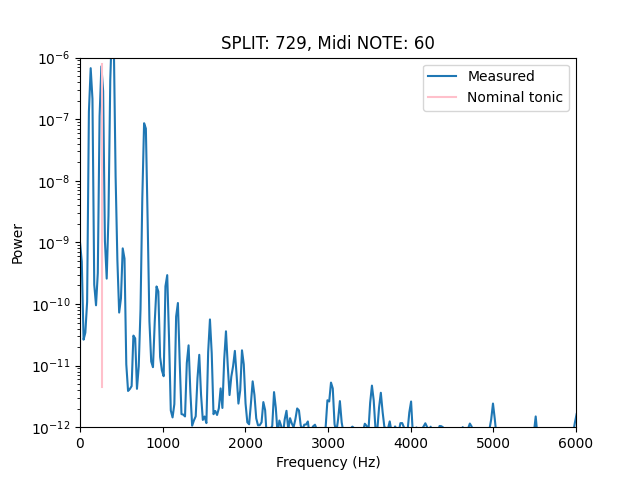 SPLIT: 729, Midi NOTE: 60
Measured
Nominal tonic
Power
10⁻⁶
10⁻⁷
10⁻⁸
10⁻⁹
10⁻¹⁰
10⁻¹¹
10⁻¹²
0 1000 2000 3000 4000 5000 6000
Frequency (Hz)